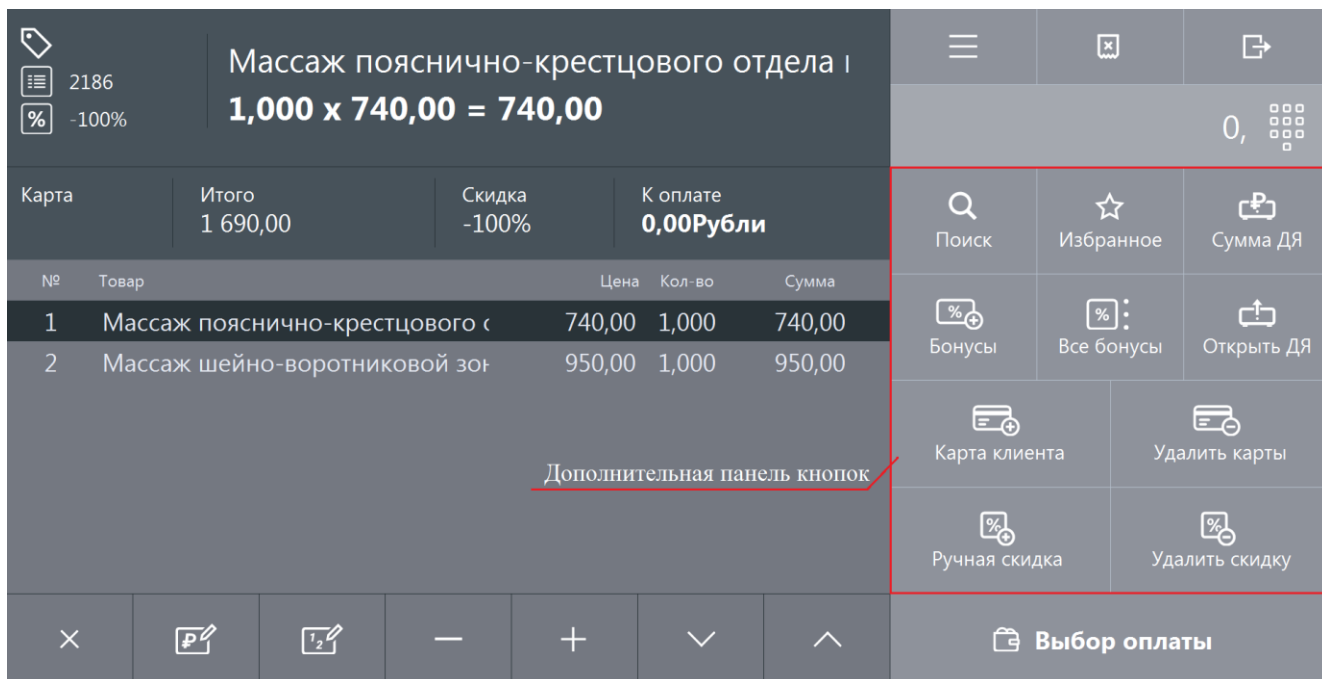 Массаж пояснично-крестцового отдела
2186
1,000 x 740,00 = 740,00
% -100%
0,
Карта Итого Скидка К оплате
1 690,00 -100% 0,00Рубли
Поиск Избранное Сумма ДЯ
№ Товар Цена Кол-во Сумма
1 Массаж пояснично-крестцового 740,00 1,000 740,00
Бонусы Все бонусы Открыть ДЯ
2 Массаж шейно-воротниковой 950,00 1,000 950,00
Карта клиента Удалить карты
Дополнительная панель кнопок
Ручная скидка Удалить скидку
Выбор оплаты